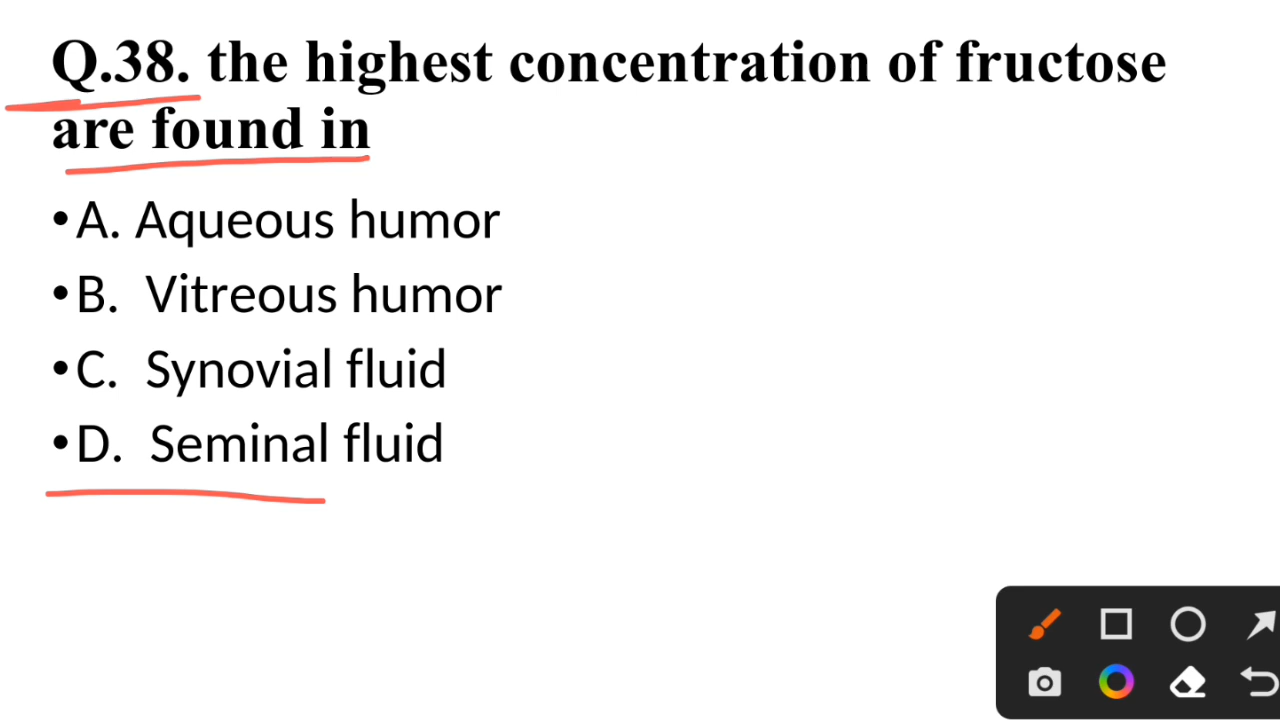 Q.38. the highest concentration of fructose
are found in
•A. Aqueous humor
•B. Vitreous humor
•C. Synovial fluid
•D. Seminal fluid